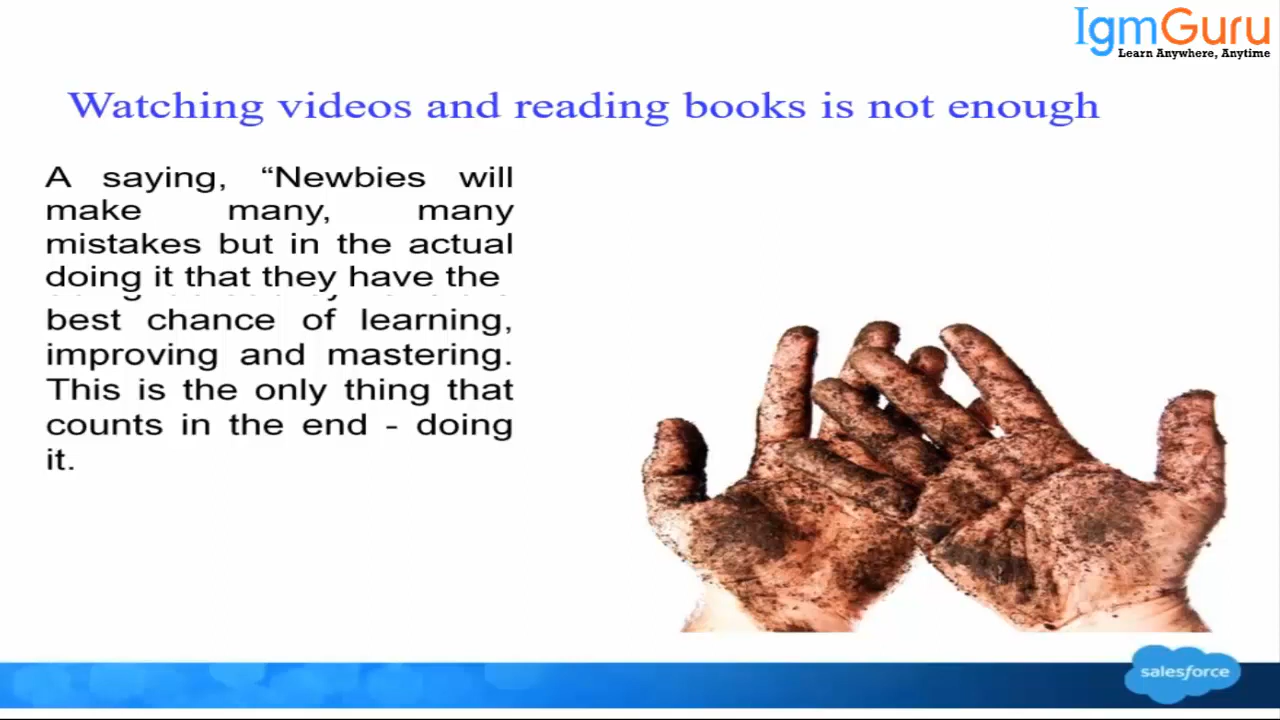 IgmGuru
Learn Anywhere, Anytime
Watching videos and reading books is not enough
A saying, “Newbies will
make many, many
mistakes but in the actual
doing it that they have the
best chance of learning,
improving and mastering.
This is the only thing that
counts in the end - doing
it.
salesforce